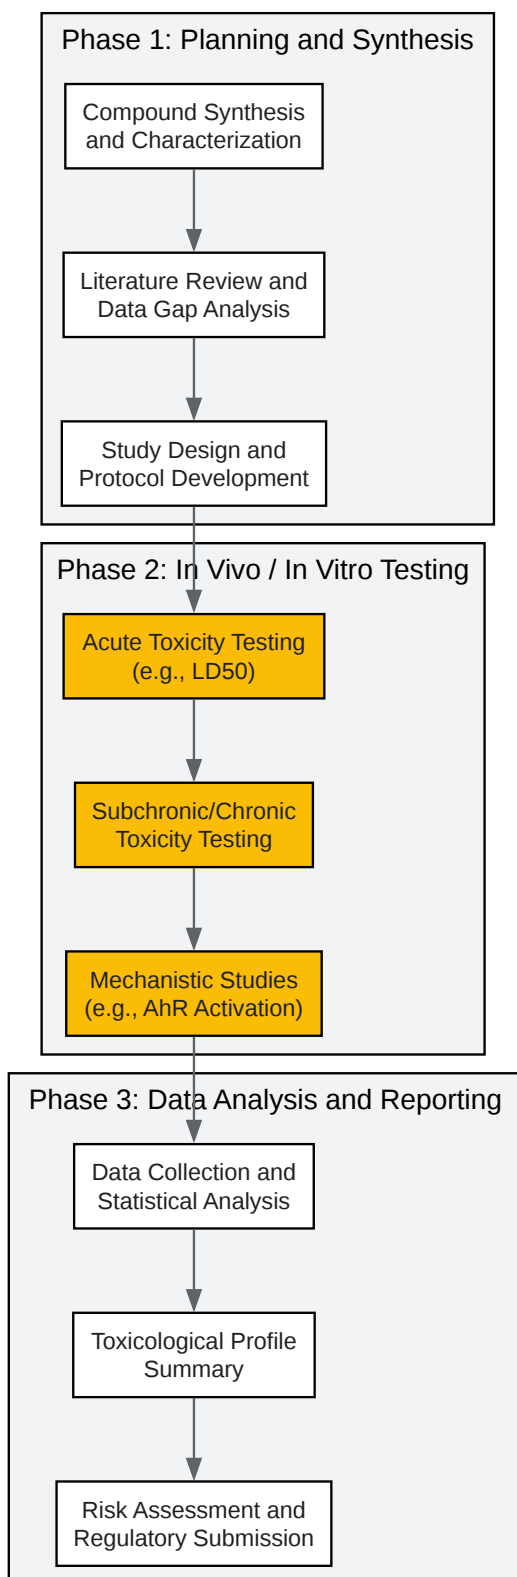 Phase 1: Planning and Synthesis
Compound Synthesis
and Characterization
Literature Review and
Data Gap Analysis
Study Design and
Protocol Development
Phase 2: In Vivo / In Vitro Testing
Acute Toxicity Testing
(e.g., LD50)
Subchronic/Chronic
Toxicity Testing
Mechanistic Studies
(e.g., AhR Activation)
Phase 3: Data Analysis and Reporting
Data Collection and
Statistical Analysis
Toxicological Profile
Summary
Risk Assessment and
Regulatory Submission